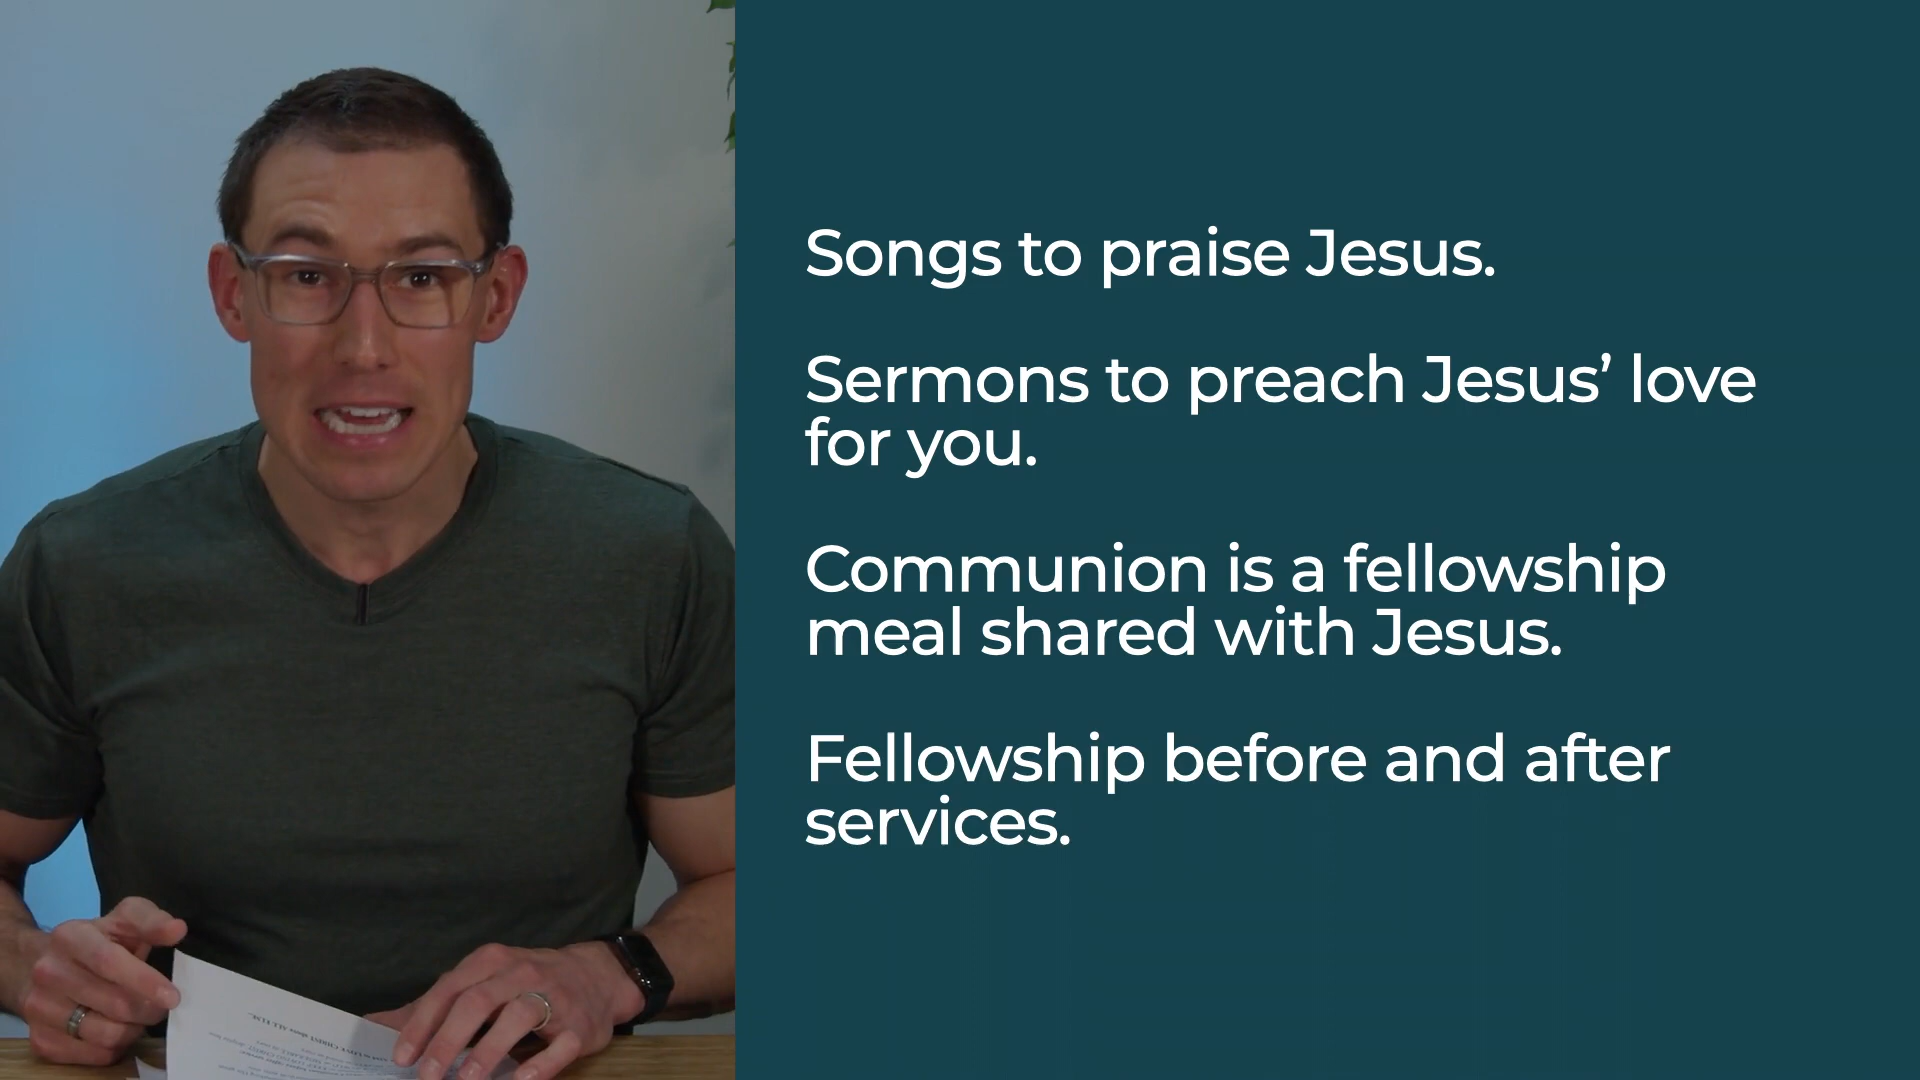 Songs to praise Jesus.
Sermons to preach Jesus’ love
for you.
Communion is a fellowship
meal shared with Jesus.
Fellowship before and after
services.